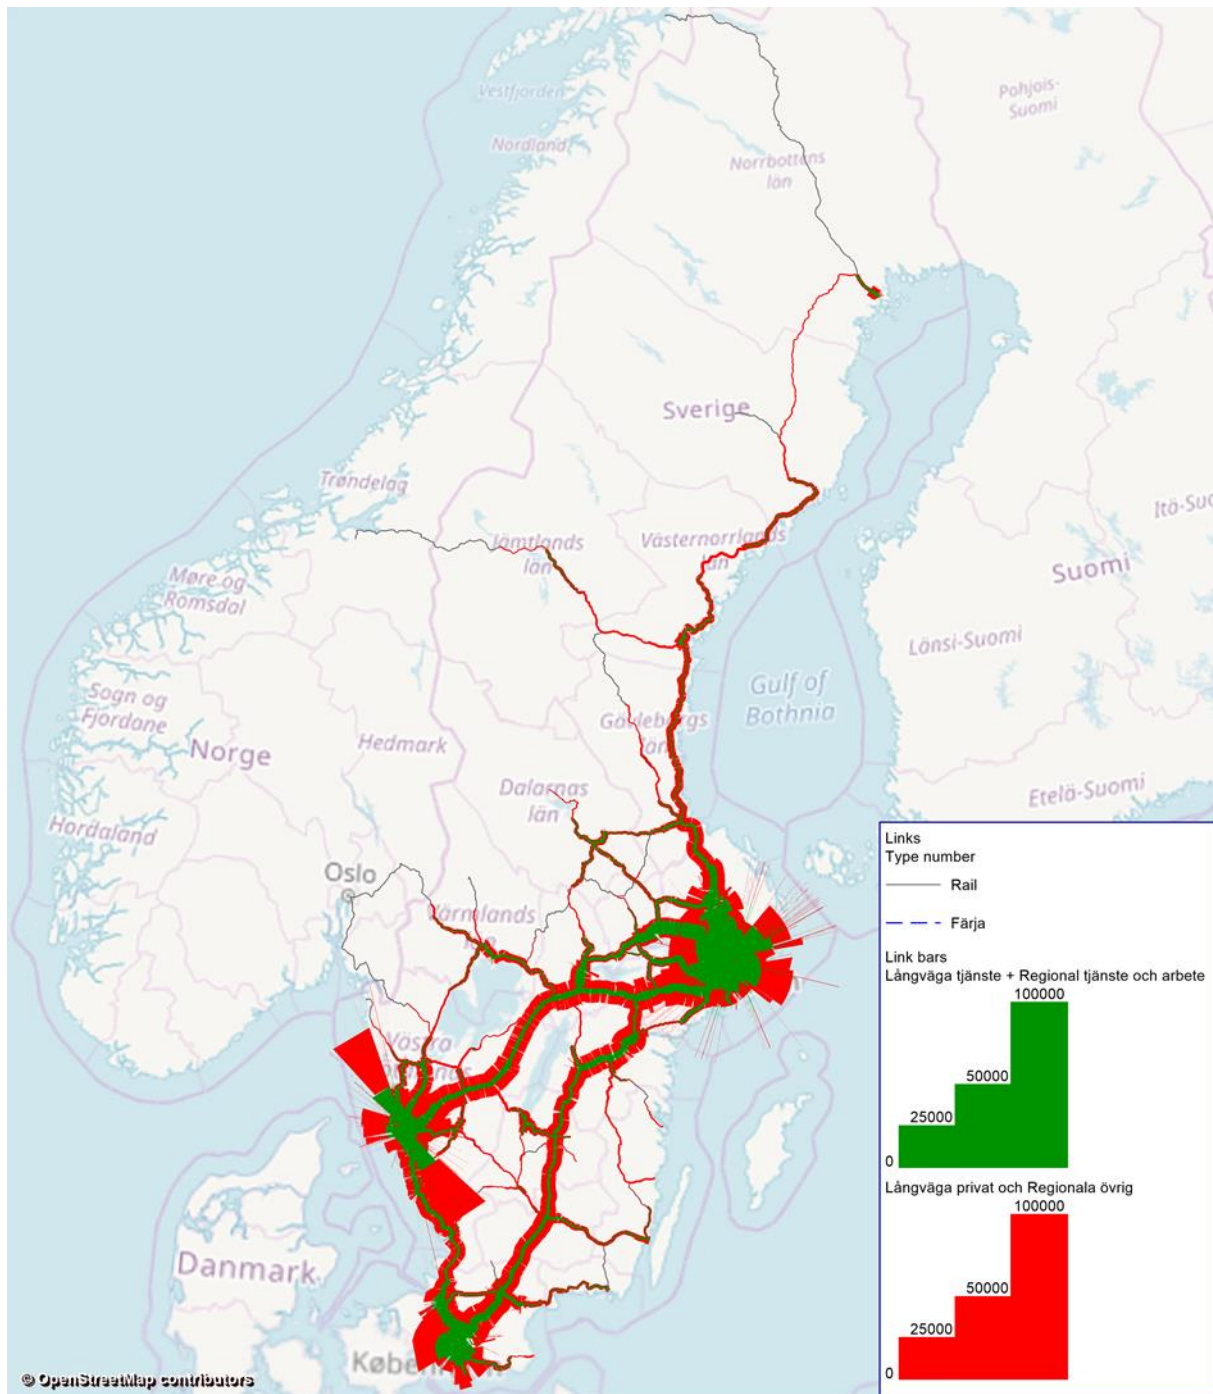 Vestfjorden
Pohjois-
Suomi
Nordland
Norrbottens
län
Sverige
Trøndelag
Itä-Suo
Jämtlands
län
Västernorrlands
län
Suomi
Møre og
Romsdal
Länsi-Suomi
Sogn og
Fjordane
Gulf of
Bothnia
Gävleborgs
län
Norge
Hedmark
Dalarnas
län
Etelä-Suomi
Hordaland
Oslo
Värmlands
län
Västra
Danmark
Links
Type number
Rail
Färja
Link bars
Långväga tjänste + Regional tjänste och arbete
100000
50000
25000
0
Långväga privat och Regionala övrig
100000
50000
25000
0
© OpenStreetMap contributors